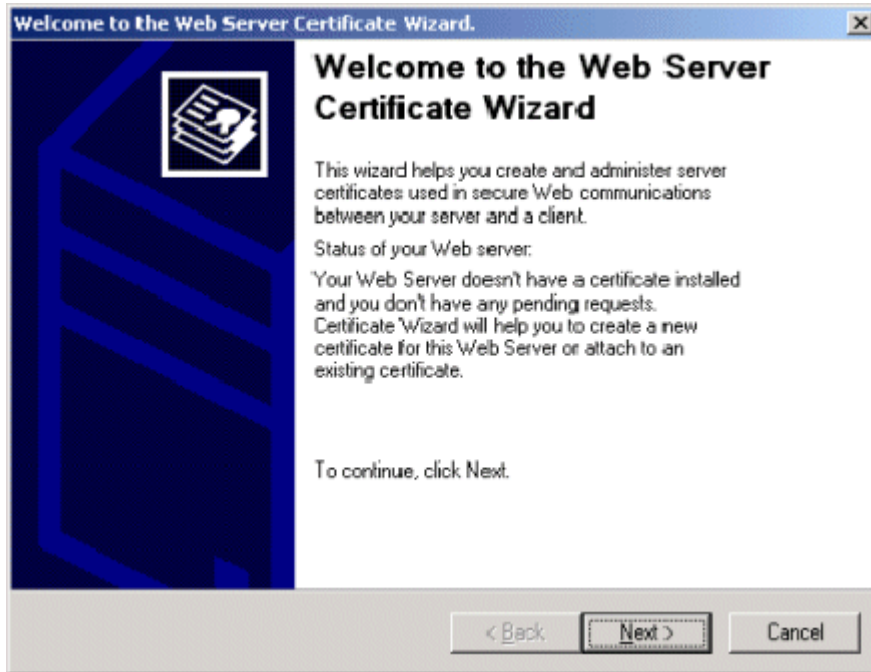 Welcome to the Web Server Certificate Wizard.
Welcome to the Web Server
Certificate Wizard
This wizard helps you create and administer server
certificates used in secure Web communications
between your server and a client.
Status of your Web server:
Your Web Server doesn't have a certificate installed
and you don't have any pending requests.
Certificate Wizard will help you to create a new
certificate for this Web Server or attach to an
existing certificate.
To continue, click Next.
< Back
Next >
Cancel